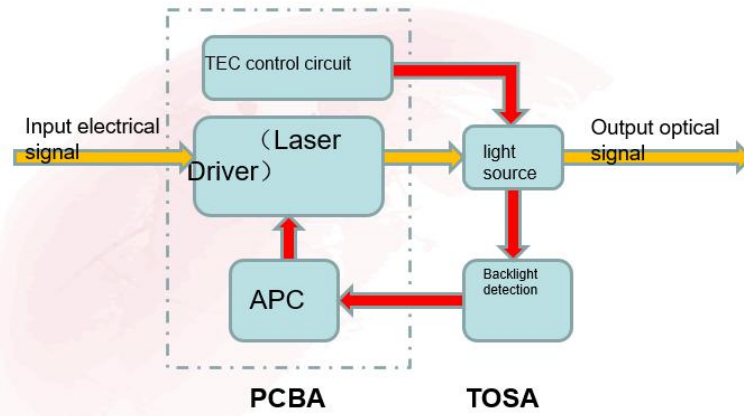 TEC control circuit
Input electrical
signal
（Laser
Driver）
light
source
Output optical
signal
APC
Backlight
detection
PCBA
TOSA